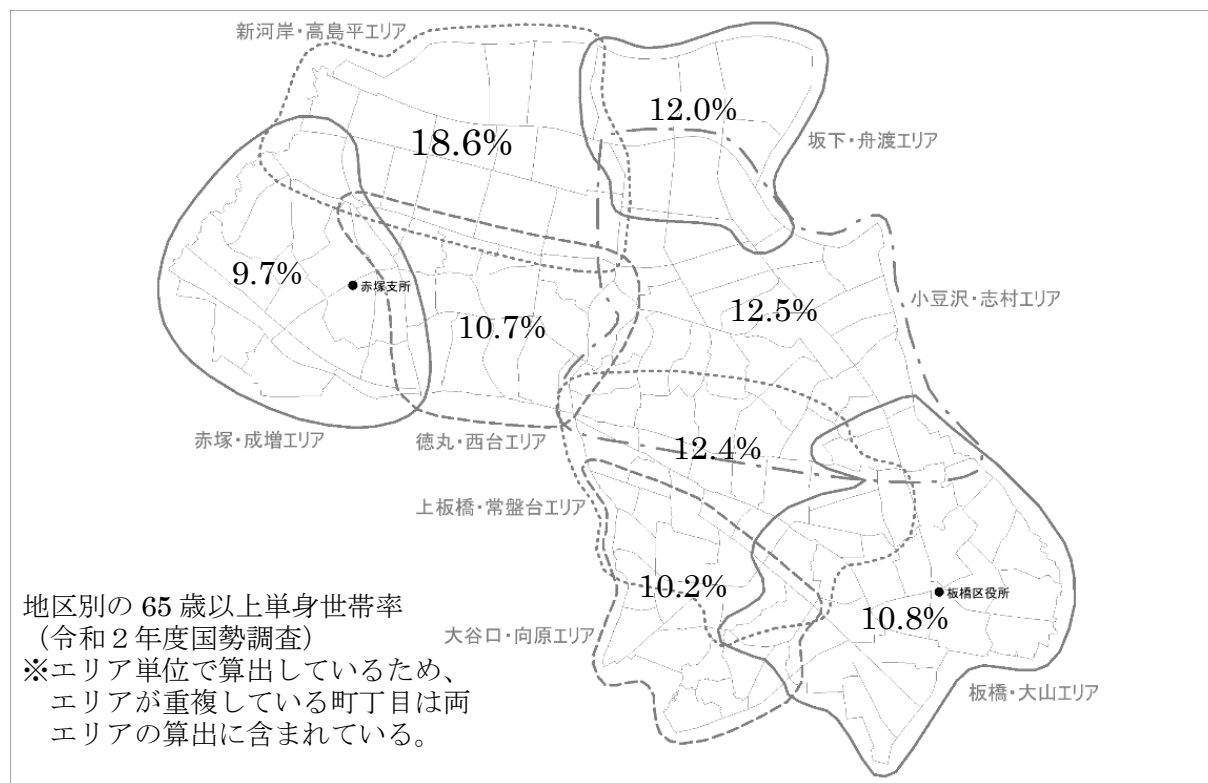 新河岸・高島平エリア
12.0%
坂下・舟渡エリア
18.6%
9.7%
赤塚支所
小豆沢・志村エリア
12.5%
10.7%
赤塚・成増エリア
徳丸・西台エリア
12.4%
上板橋・常盤台エリア
10.2%
板橋区役所
10.8%
大谷口・向原エリア
板橋・大山エリア
地区別の 65 歳以上単身世帯率
（令和２年度国勢調査）
※エリア単位で算出しているため、
エリアが重複している町丁目は両
エリアの算出に含まれている。